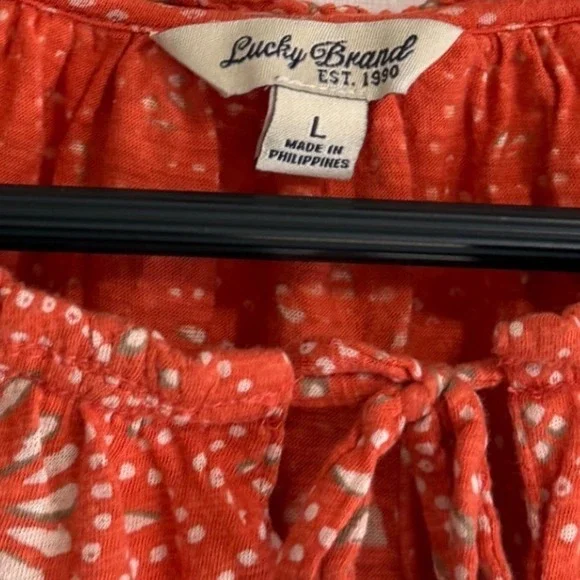 Lucky Brand
EST. 1990
L
MADE IN
PHILIPPINES